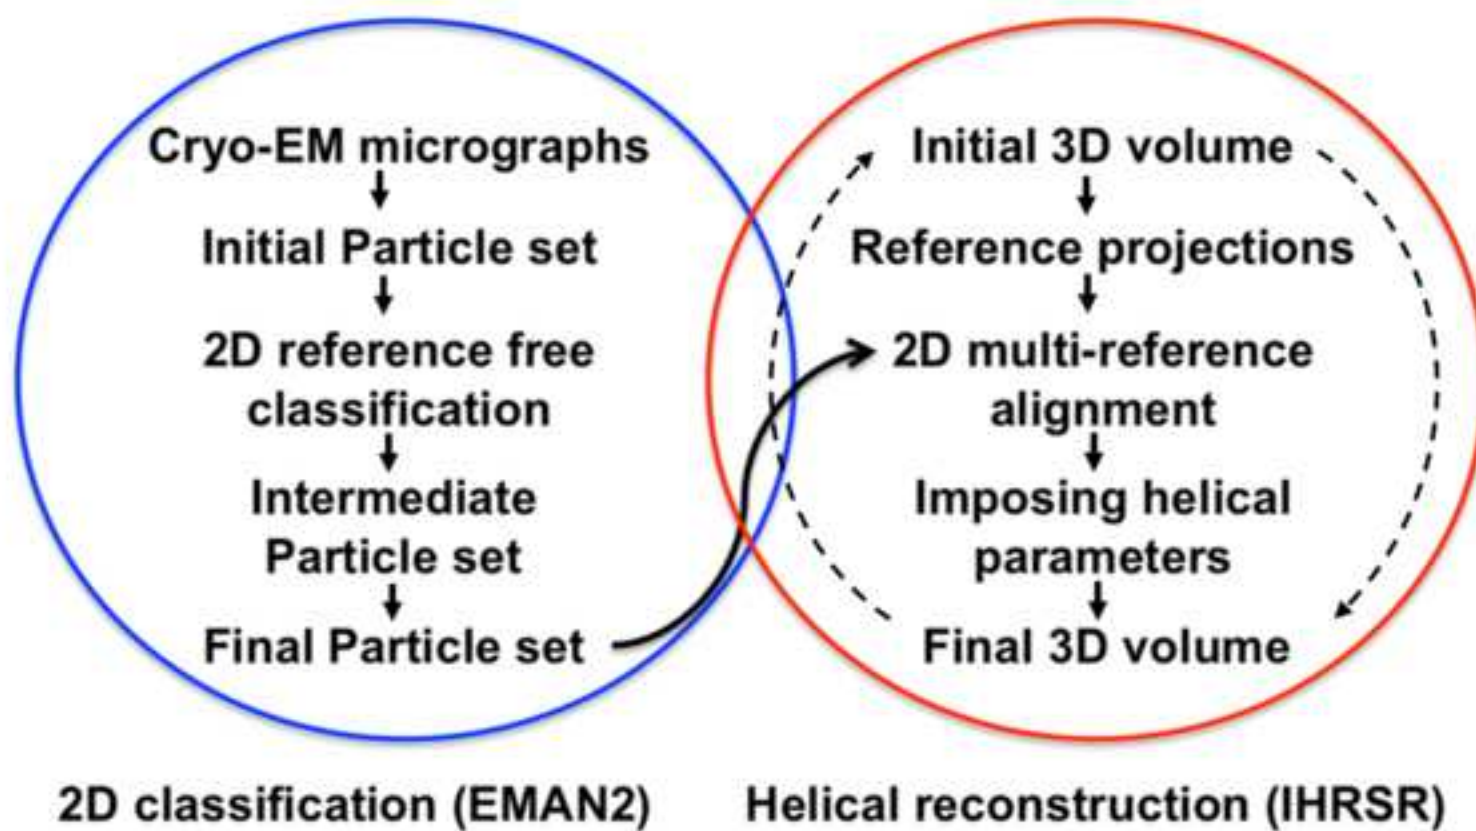 Cryo-EM micrographs
Initial Particle set
2D reference free
classification
Intermediate
Particle set
Final Particle set
2D classification (EMAN2)
Initial 3D volume
Reference projections
2D multi-reference
alignment
Imposing helical
parameters
Final 3D volume
Helical reconstruction (IHRSR)